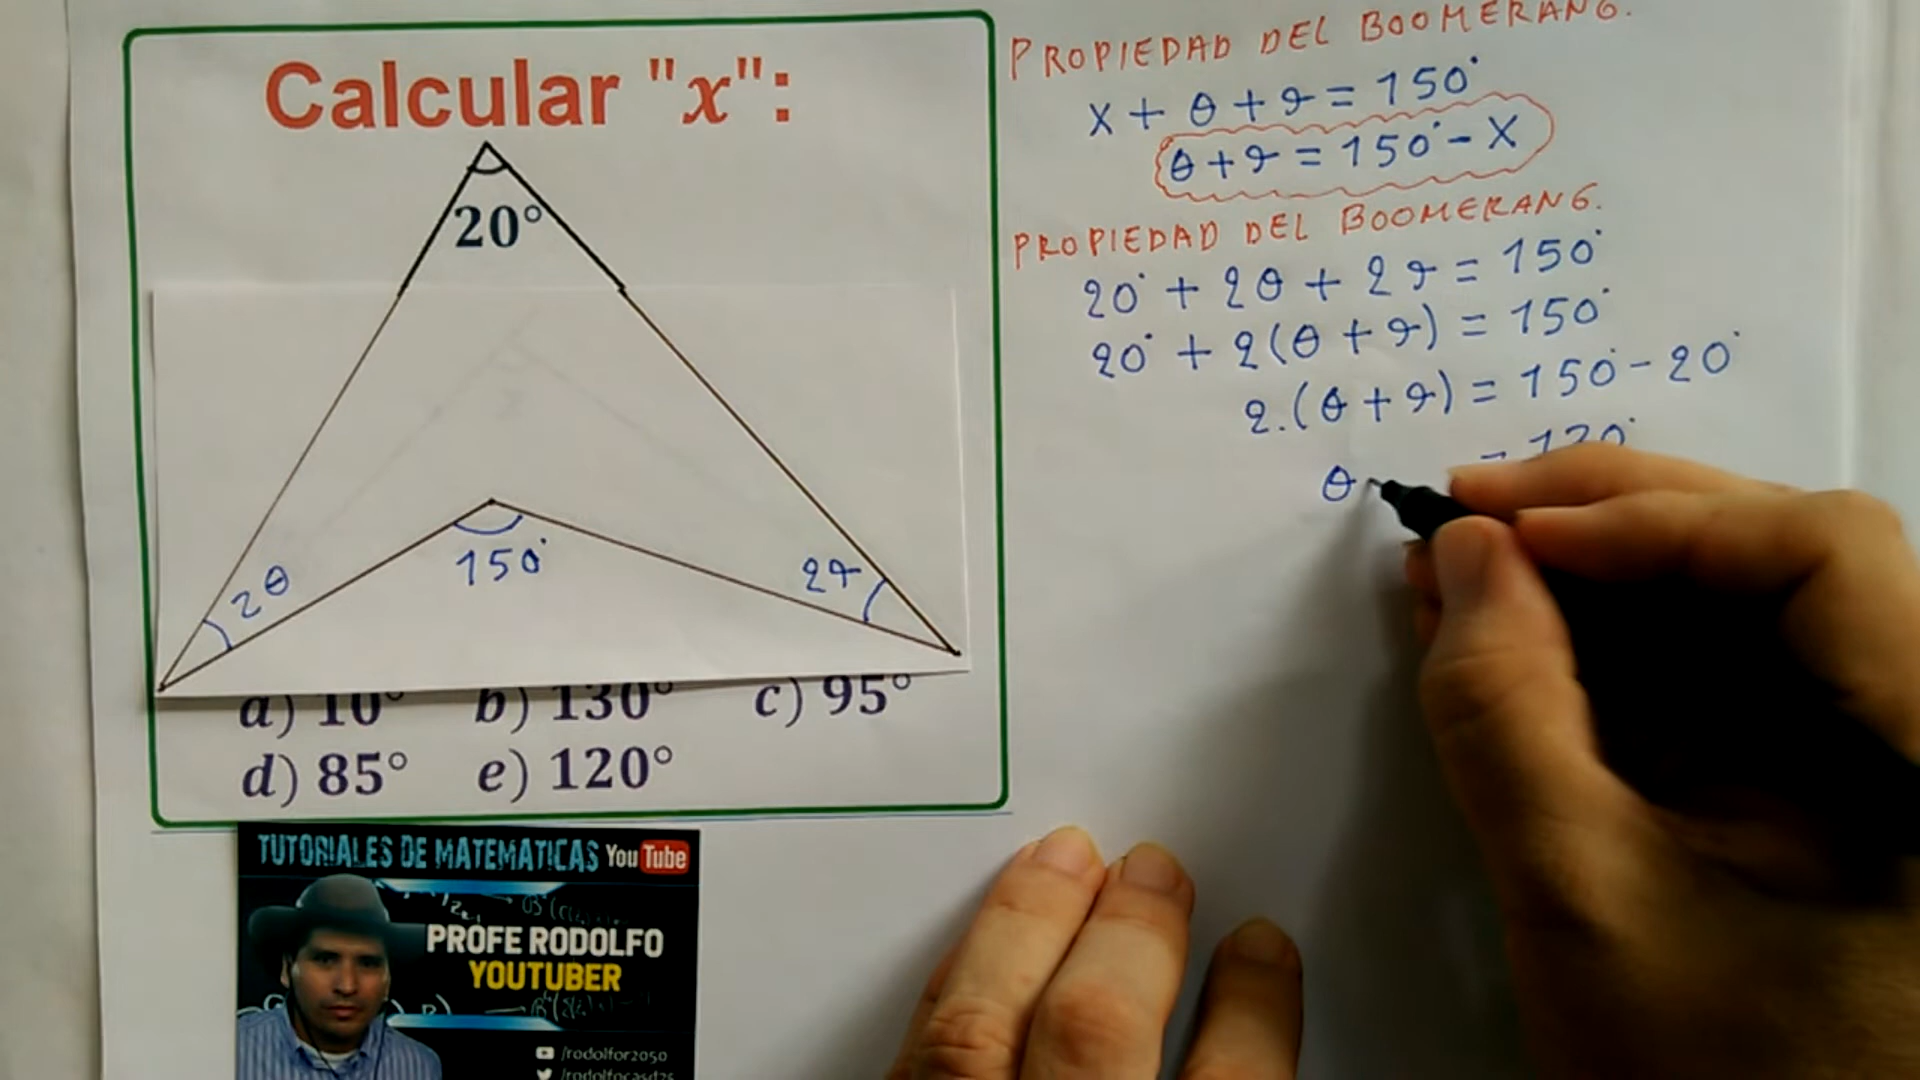 Calcular "x":
20°
2θ
150°
a) 10° b) 130° c) 95°
d) 85° e) 120°
PROPIEDAD DEL BOOMERANG.
x + θ + φ = 150°
θ + φ = 150° - x
PROPIEDAD DEL BOOMERANG.
20° + 2θ + 2φ = 150°
20° + 2(θ + φ) = 150°
2.(θ + φ) = 150° - 20°
θ
TUTORIALES DE MATEMATICAS YouTube
PROFE RODOLFO
YOUTUBER
/rodolfor2050